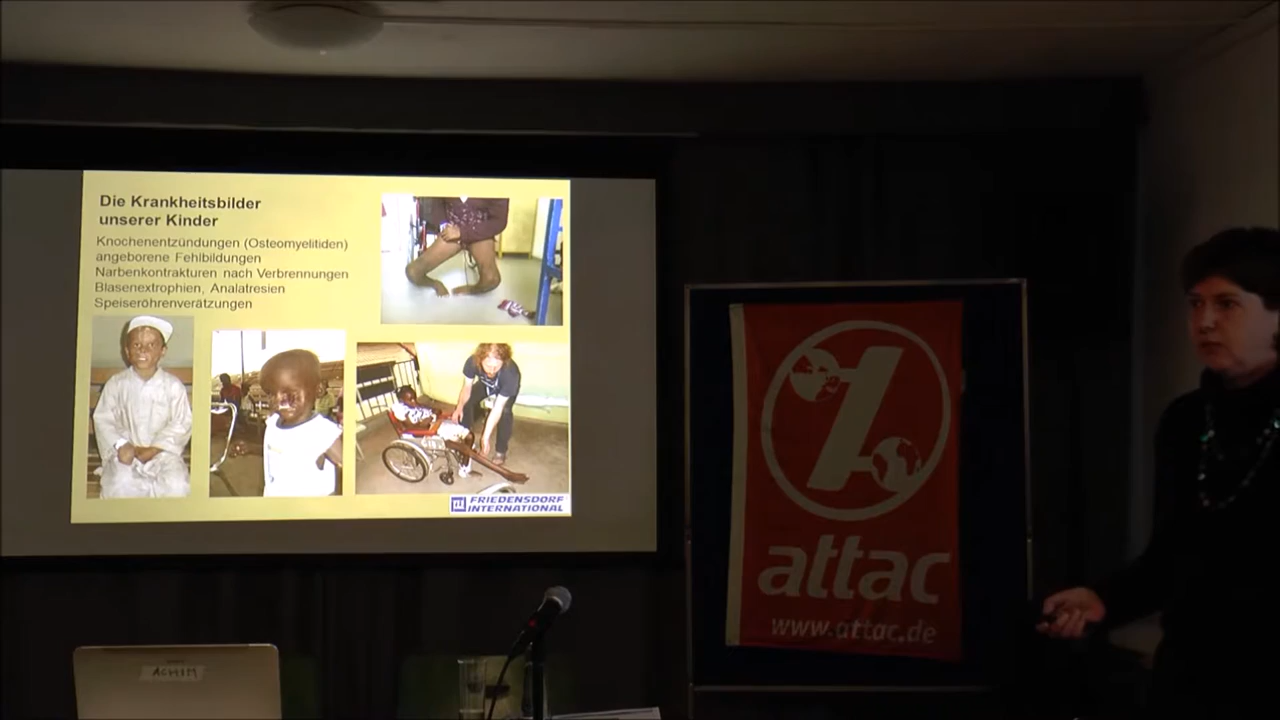 Die Krankheitsbilder
unserer Kinder
Knochenentzündungen (Osteomyelitiden)
angeborene Fehlbildungen
Narbenkontrakturen nach Verbrennungen
Blasenextrophien, Analatresien
Speiseröhrenverätzungen
FRIEDENSDORF
INTERNATIONAL
attac
www.attac.de
ACHIM